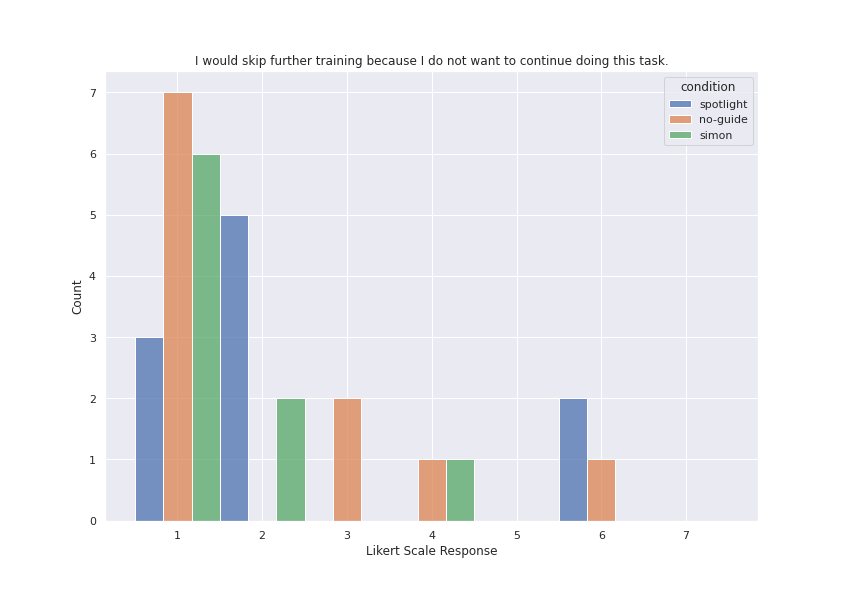 I would skip further training because I do not want to continue doing this task.
condition
spotlight
no-guide
simon
7
6
5
4
3
2
1
0
Count
1 2 3 4 5 6 7
Likert Scale Response